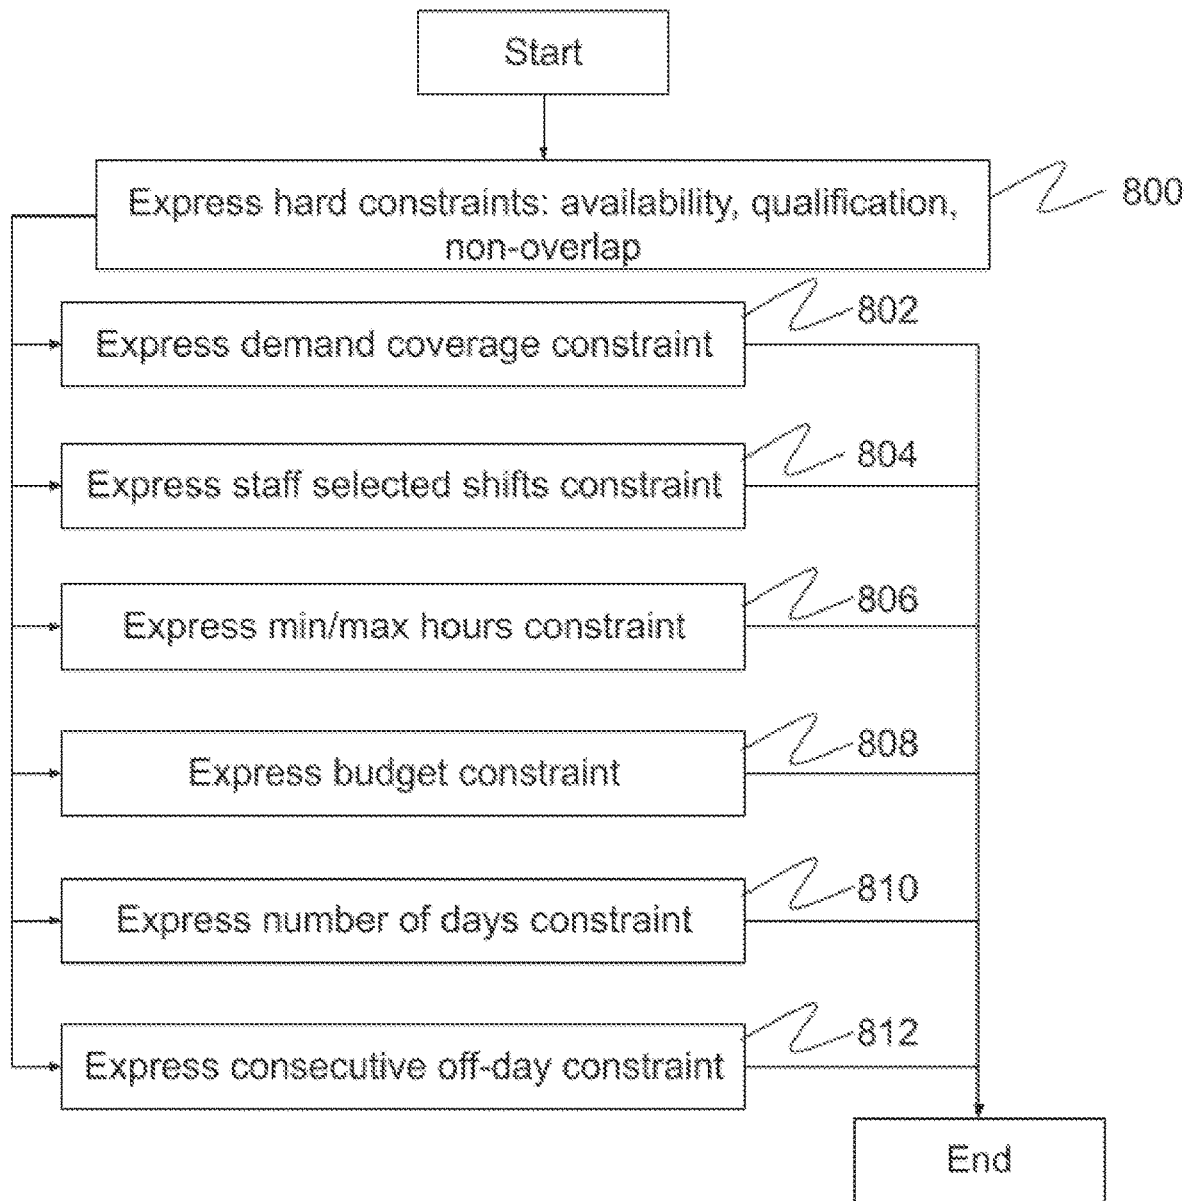 Start
Express hard constraints: availability, qualification,
non-overlap
800
Express demand coverage constraint
802
Express staff selected shifts constraint
804
Express min/max hours constraint
806
Express budget constraint
808
Express number of days constraint
810
Express consecutive off-day constraint
812
End